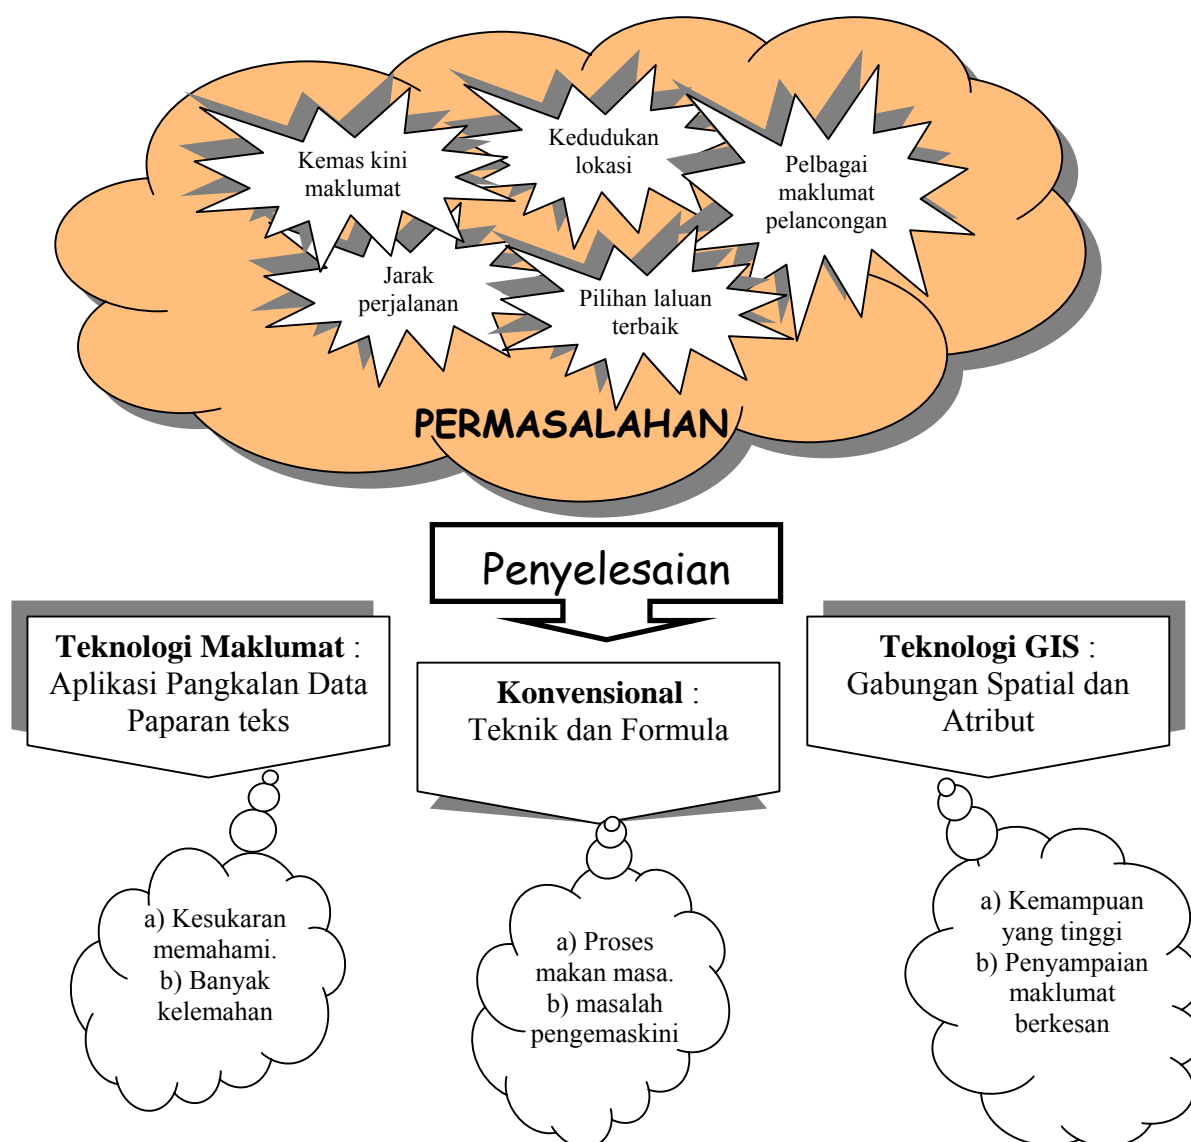 Kemas kini
maklumat
Kedudukan
lokasi
Pelbagai
maklumat
pelancongan
Jarak
perjalanan
Pilihan laluan
terbaik
PERMASALAHAN
Penyelesaian
Teknologi Maklumat :
Aplikasi Pangkalan Data
Paparan teks
Konvensional :
Teknik dan Formula
Teknologi GIS :
Gabungan Spatial dan
Atribut
a) Kesukaran
memahami.
b) Banyak
kelemahan
a) Proses
makan masa.
b) masalah
pengemaskini
a) Kemampuan
yang tinggi
b) Penyampaian
maklumat
berkesan